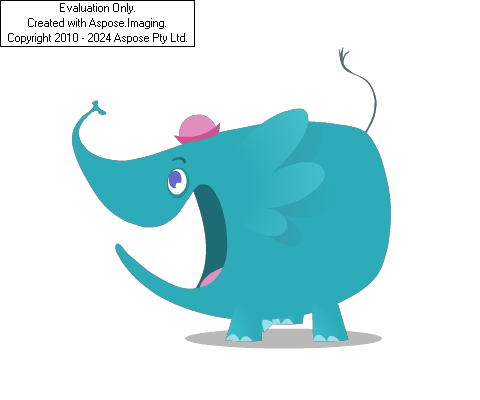 Evaluation Only.
Created with Aspose.Imaging.
Copyright 2010 - 2024 Aspose Pty Ltd.